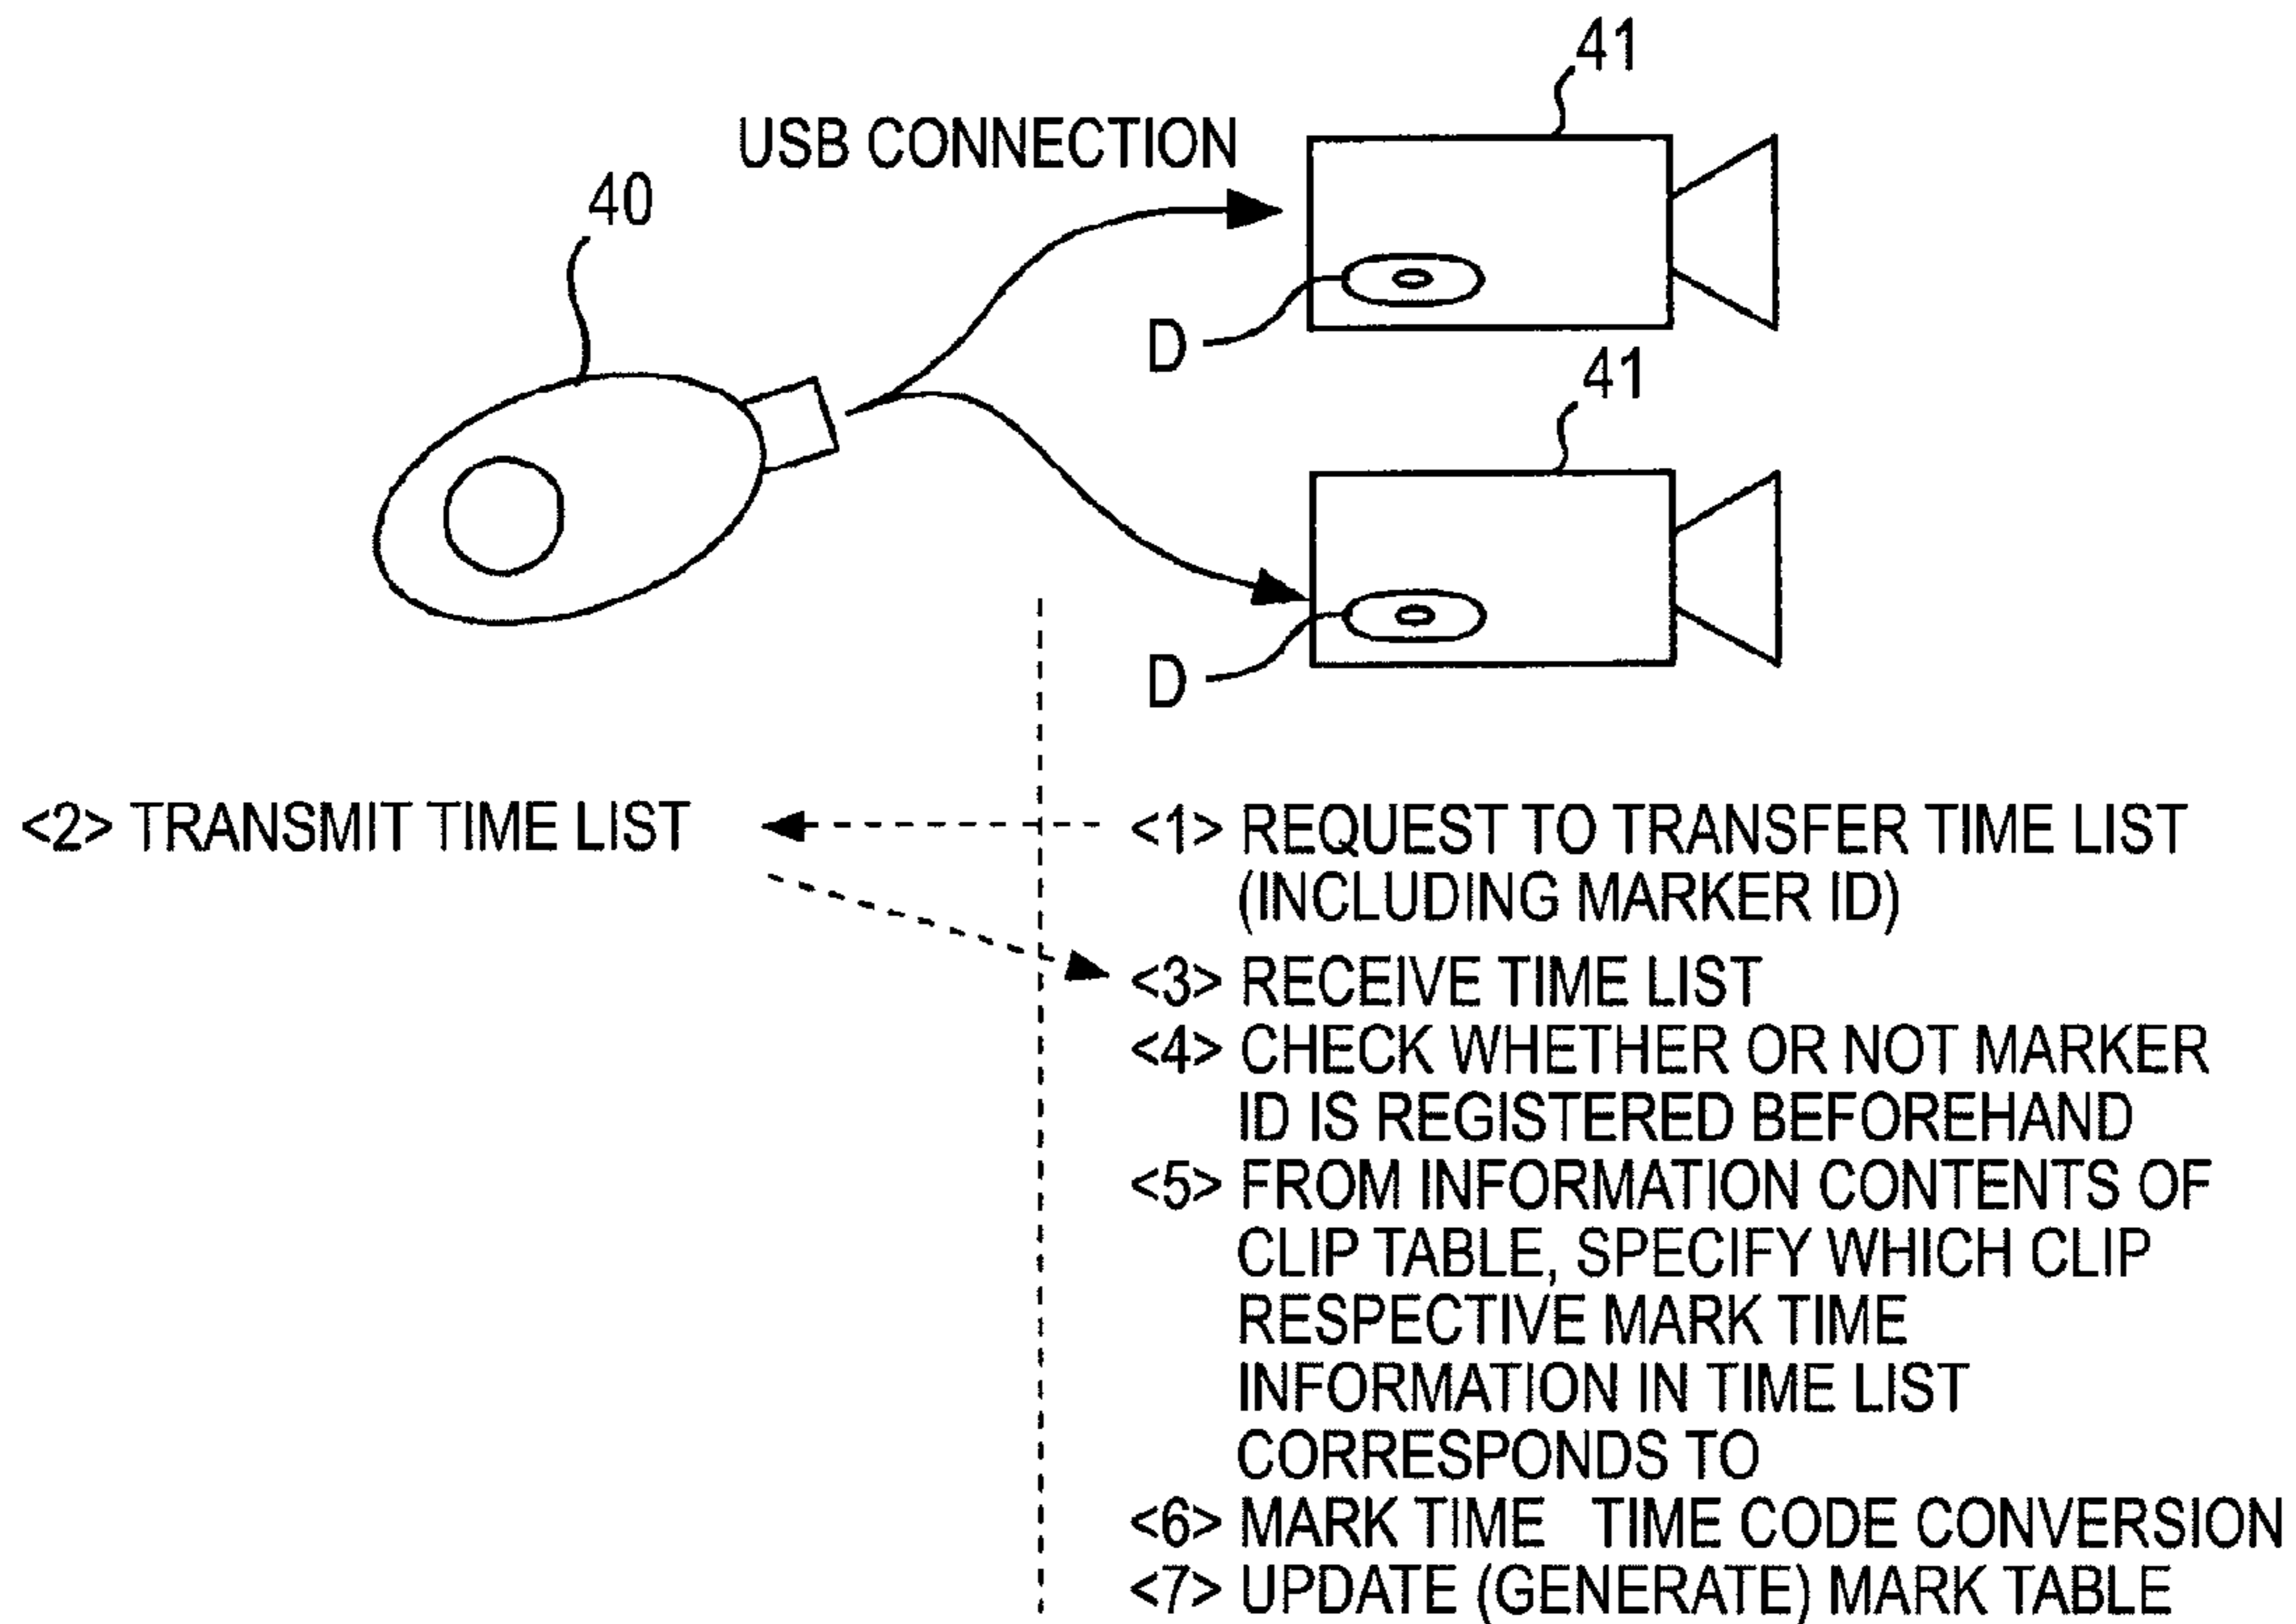 41
USB CONNECTION
40
D
41
D
<2> TRANSMIT TIME LIST
<1> REQUEST TO TRANSFER TIME LIST
(INCLUDING MARKER ID)
<3> RECEIVE TIME LIST
<4> CHECK WHETHER OR NOT MARKER
ID IS REGISTERED BEFOREHAND
<5> FROM INFORMATION CONTENTS OF
CLIP TABLE, SPECIFY WHICH CLIP
RESPECTIVE MARK TIME
INFORMATION IN TIME LIST
CORRESPONDS TO
<6> MARK TIME TIME CODE CONVERSION
<7> UPDATE (GENERATE) MARK TABLE